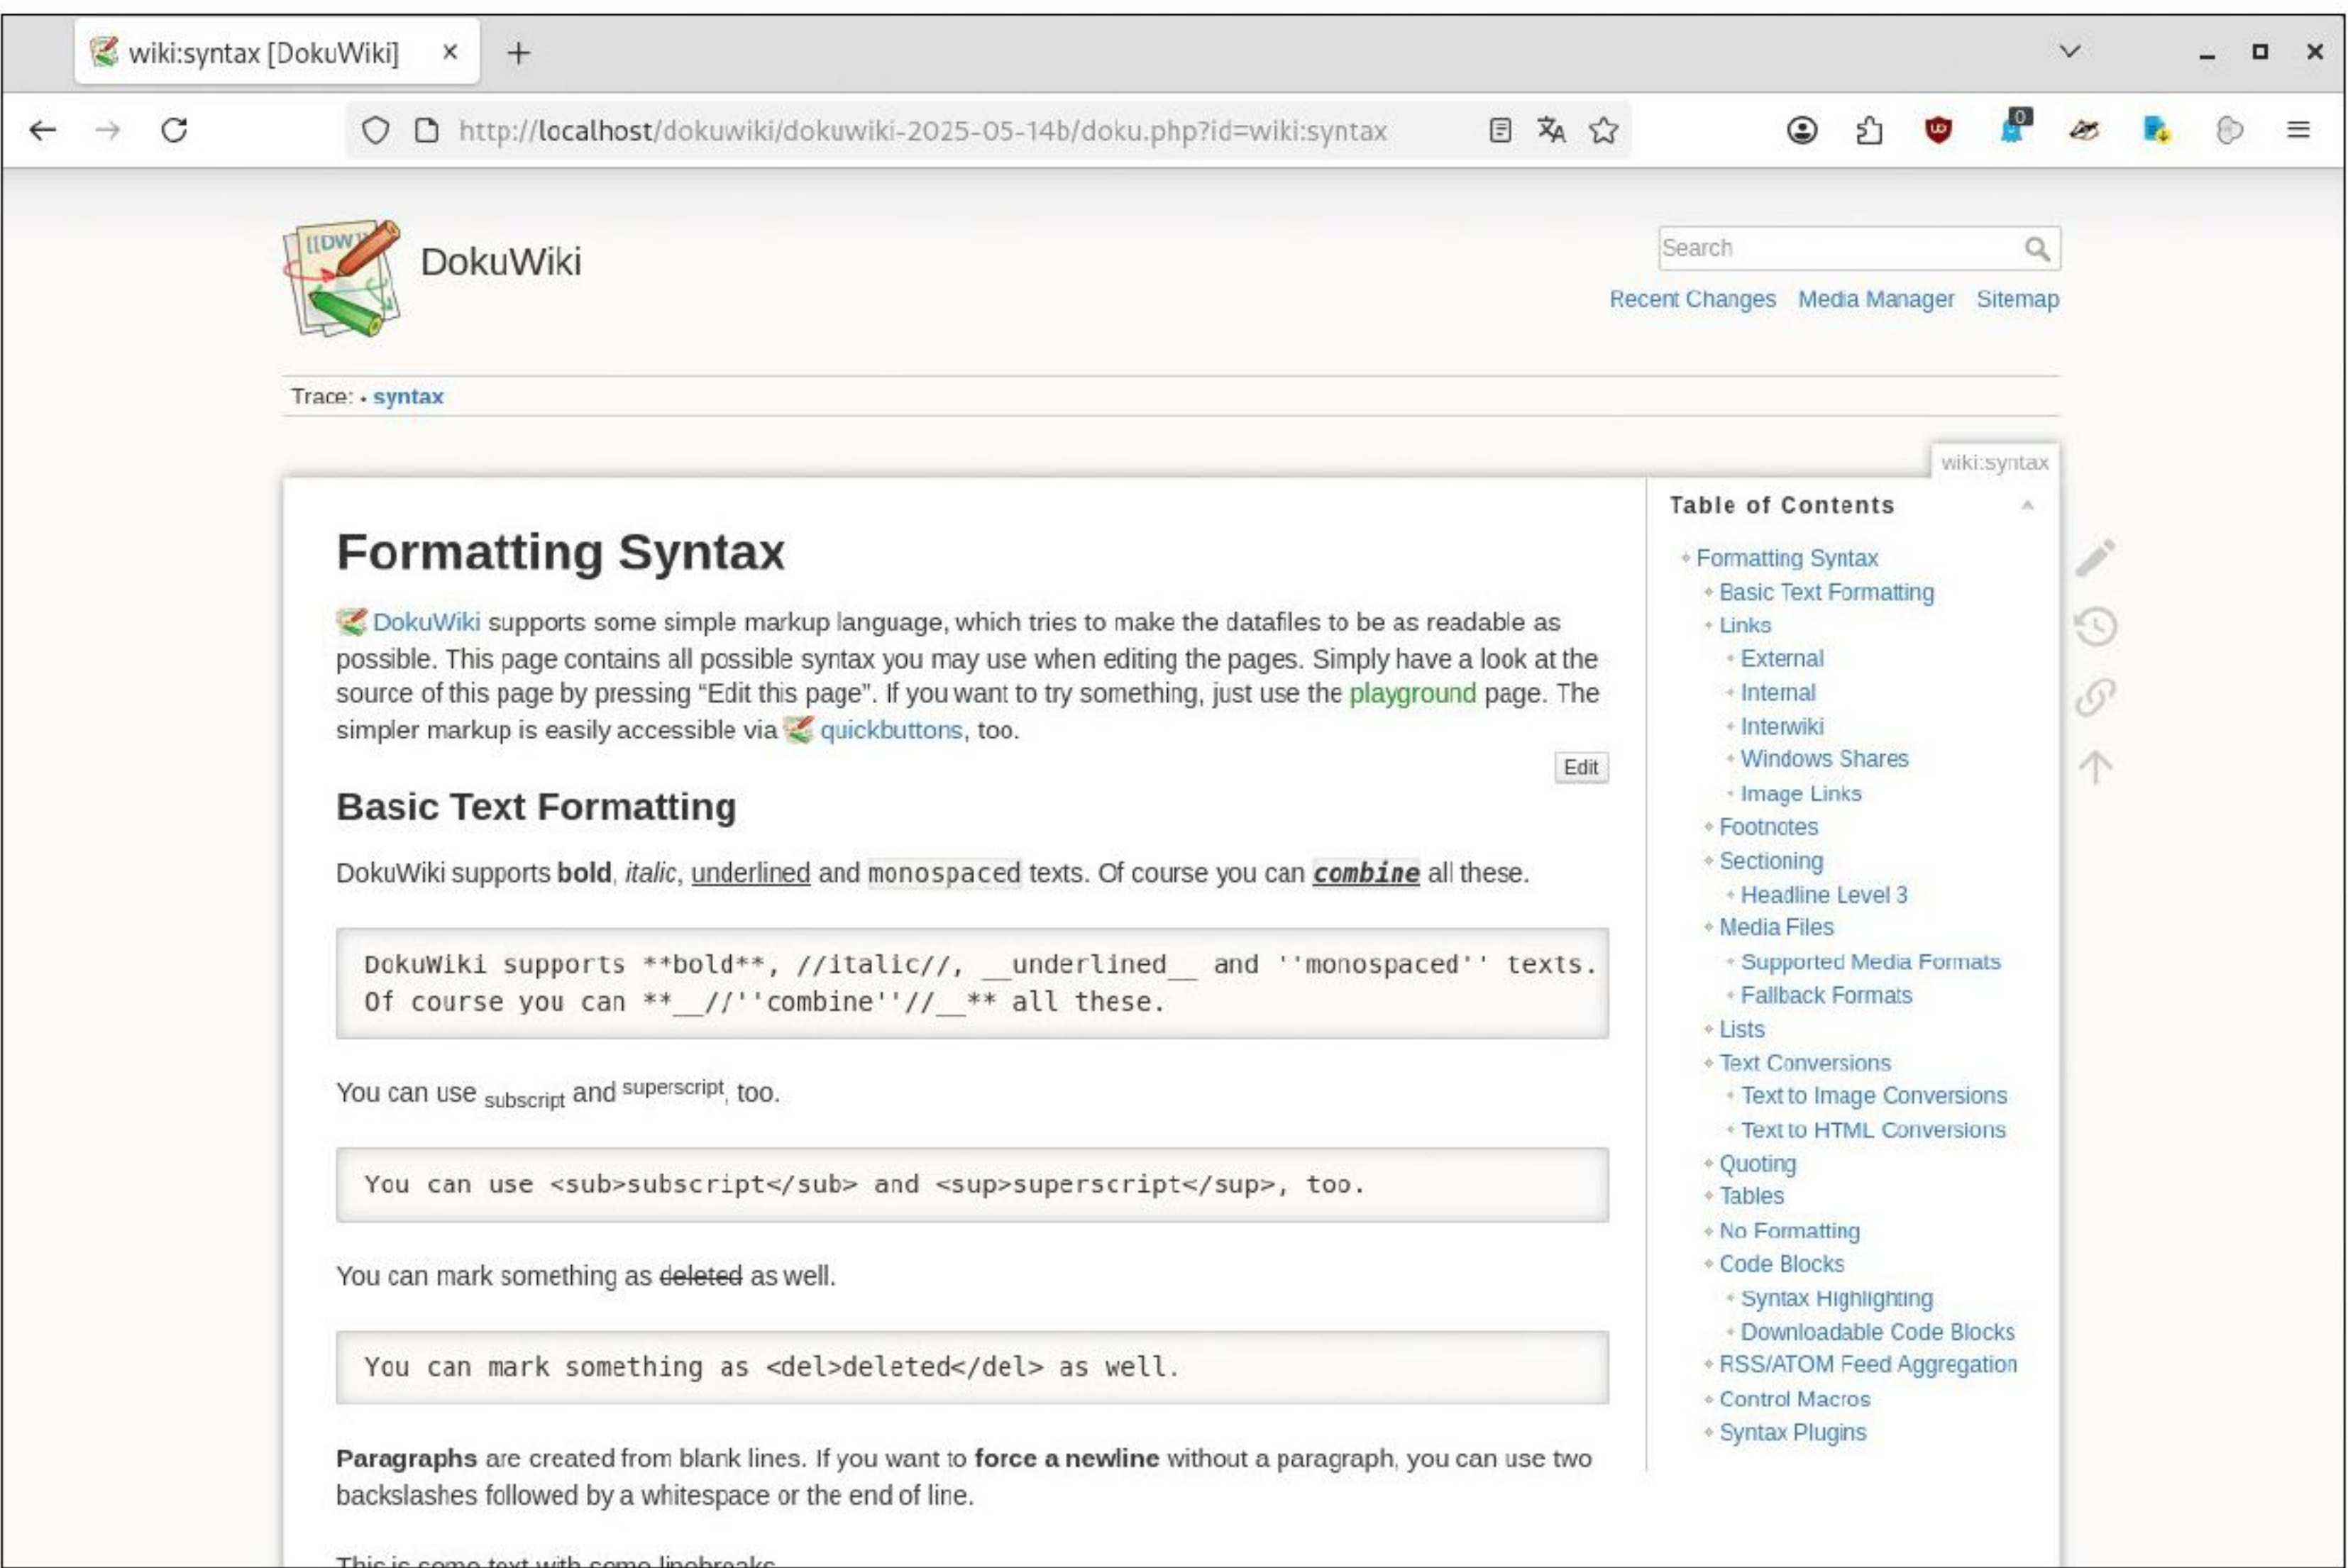 wiki:syntax [DokuWiki]
http://localhost/dokuwiki/dokuwiki-2025-05-14b/doku.php?id=wiki:syntax
0
[[DW]]
DokuWiki
Search
Recent Changes Media Manager Sitemap
Trace: • syntax
wiki:syntax
Formatting Syntax
DokuWiki supports some simple markup language, which tries to make the datafiles to be as readable as
possible. This page contains all possible syntax you may use when editing the pages. Simply have a look at the
source of this page by pressing “Edit this page”. If you want to try something, just use the playground page. The
simpler markup is easily accessible via quickbuttons, too.
Edit
Basic Text Formatting
DokuWiki supports bold, italic, underlined and monospaced texts. Of course you can combine all these.
DokuWiki supports **bold**, //italic//, __underlined__ and ''monospaced'' texts.
Of course you can **__//''combine''//__** all these.
You can use subscript and superscript, too.
You can use <sub>subscript</sub> and <sup>superscript</sup>, too.
You can mark something as deleted as well.
You can mark something as <del>deleted</del> as well.
Paragraphs are created from blank lines. If you want to force a newline without a paragraph, you can use two
backslashes followed by a whitespace or the end of line.
This is some text with some linebreaks
Table of Contents
Formatting Syntax
Basic Text Formatting
Links
External
Internal
Interwiki
Windows Shares
Image Links
Footnotes
Sectioning
Headline Level 3
Media Files
Supported Media Formats
Fallback Formats
Lists
Text Conversions
Text to Image Conversions
Text to HTML Conversions
Quoting
Tables
No Formatting
Code Blocks
Syntax Highlighting
Downloadable Code Blocks
RSS/ATOM Feed Aggregation
Control Macros
Syntax Plugins